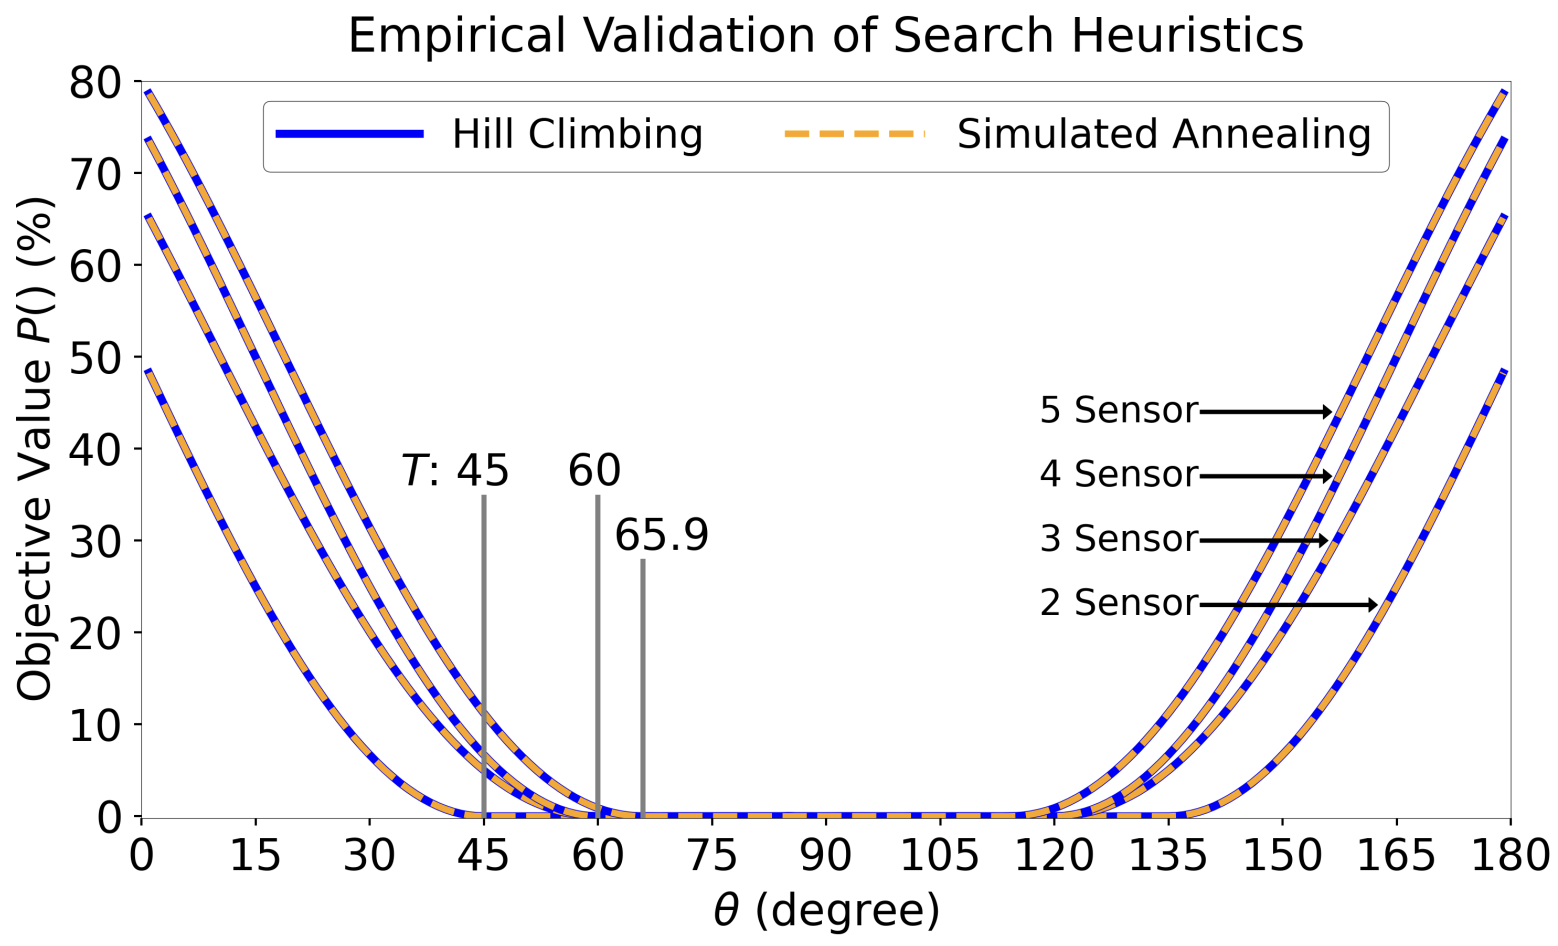 Empirical Validation of Search Heuristics
Hill Climbing
Simulated Annealing
Objective Value P() (%)
80
70
60
50
40
30
20
10
0
T: 45
60
65.9
5 Sensor
4 Sensor
3 Sensor
2 Sensor
0
15
30
45
60
75
90
105
120
135
150
165
180
θ (degree)